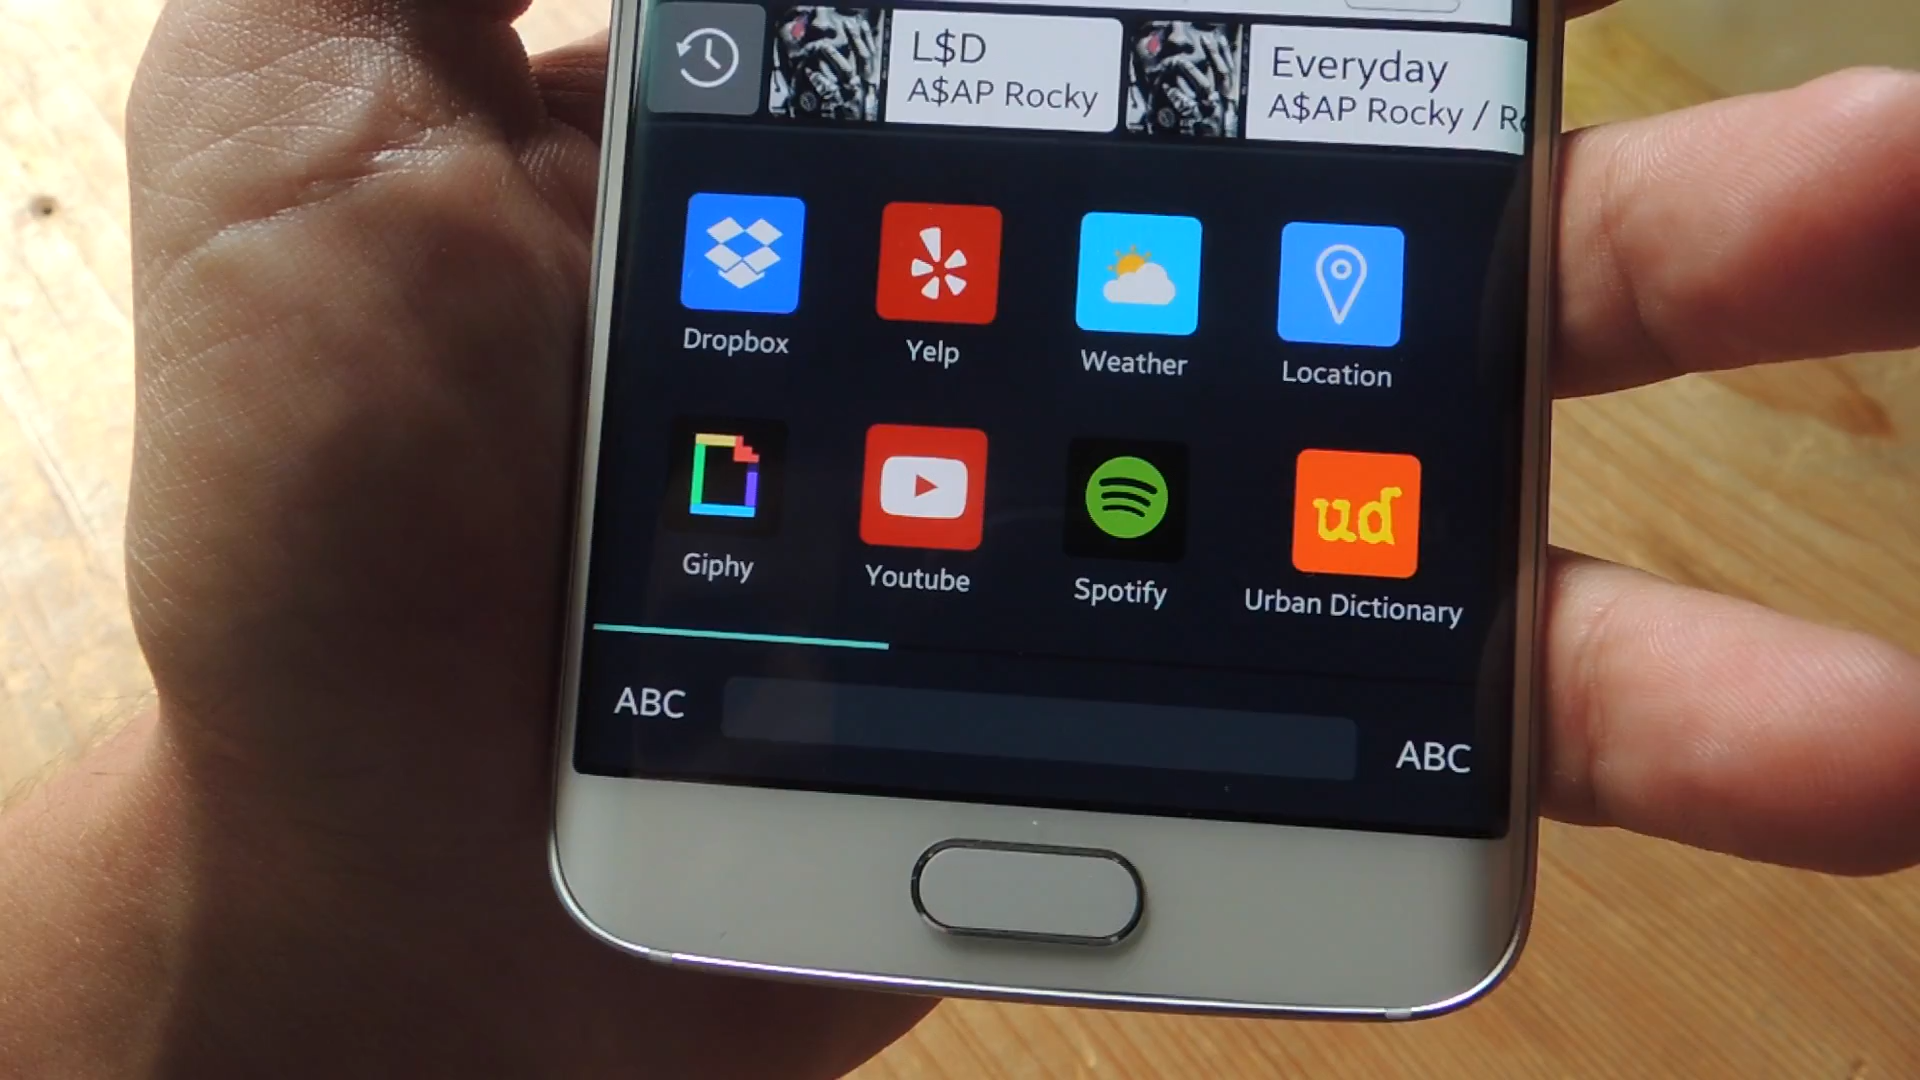 L$D
A$AP Rocky
Everyday
A$AP Rocky /
Dropbox
Yelp
Weather
Location
Giphy
Youtube
Spotify
ud
Urban Dictionary
ABC
ABC